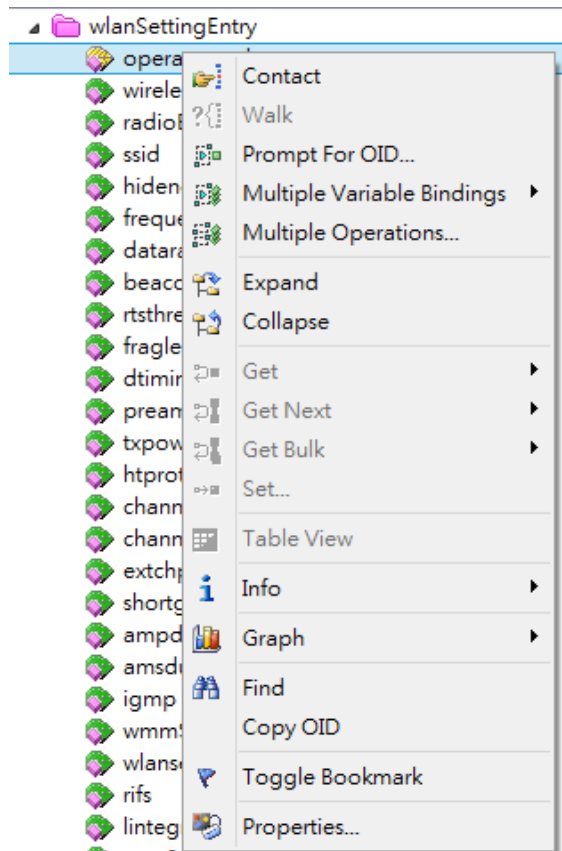 wlanSettingEntry
opera
wirele
radio
ssid
hiden
freque
datara
beac
rtsthre
fragle
dtimi
pream
txpow
htprot
chann
chann
extch
short
ampd
amsd
igmp
wmm
wlans
rifs
linteg
Contact
Walk
Prompt For OID...
Multiple Variable Bindings
Multiple Operations...
Expand
Collapse
Get
Get Next
Get Bulk
Set...
Table View
Info
Graph
Find
Copy OID
Toggle Bookmark
Properties...